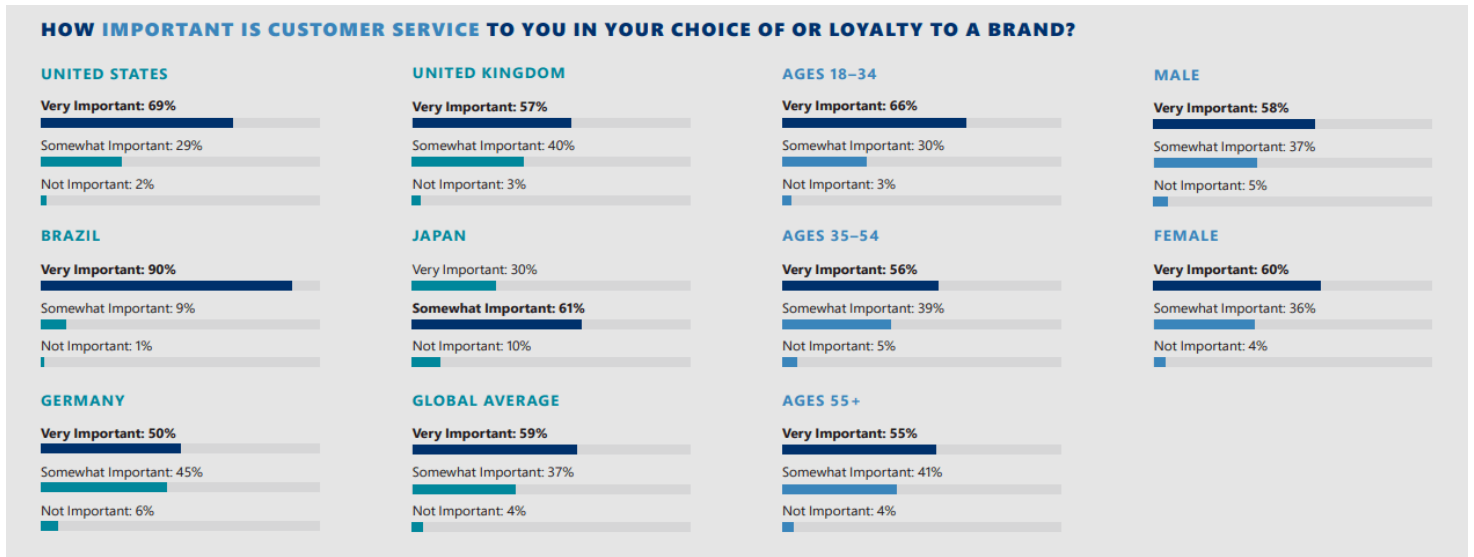 HOW IMPORTANT IS CUSTOMER SERVICE TO YOU IN YOUR CHOICE OF OR LOYALTY TO A BRAND?
UNITED STATES
Very Important: 69%
Somewhat Important: 29%
Not Important: 2%
BRAZIL
Very Important: 90%
Somewhat Important: 9%
Not Important: 1%
GERMANY
Very Important: 50%
Somewhat Important: 45%
Not Important: 6%
UNITED KINGDOM
Very Important: 57%
Somewhat Important: 40%
Not Important: 3%
JAPAN
Very Important: 30%
Somewhat Important: 61%
Not Important: 10%
GLOBAL AVERAGE
Very Important: 59%
Somewhat Important: 37%
Not Important: 4%
AGES 18–34
Very Important: 66%
Somewhat Important: 30%
Not Important: 3%
AGES 35–54
Very Important: 56%
Somewhat Important: 39%
Not Important: 5%
AGES 55+
Very Important: 55%
Somewhat Important: 41%
Not Important: 4%
MALE
Very Important: 58%
Somewhat Important: 37%
Not Important: 5%
FEMALE
Very Important: 60%
Somewhat Important: 36%
Not Important: 4%